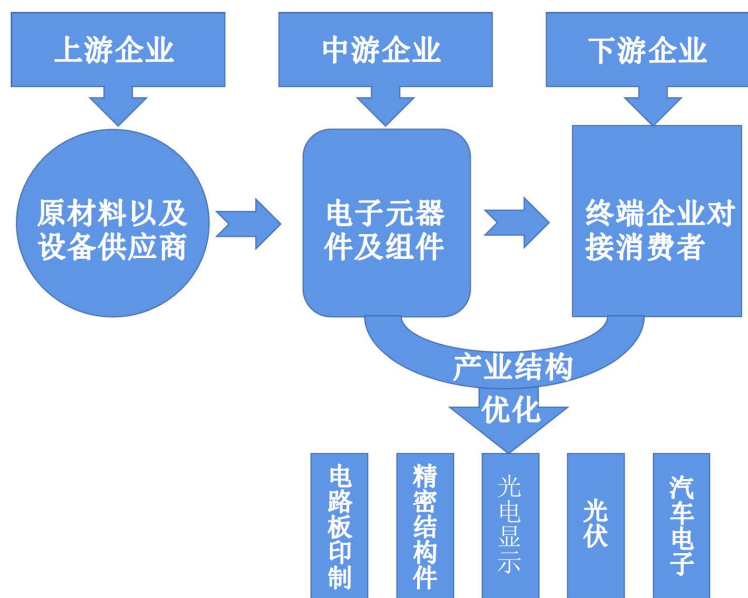 上游企业
中游企业
下游企业
原材料以及
设备供应商
电子元器
件及组件
终端企业对
接消费者
产业结构
优化
电路板印制
精密结构件
光电显示
光伏
汽车电子